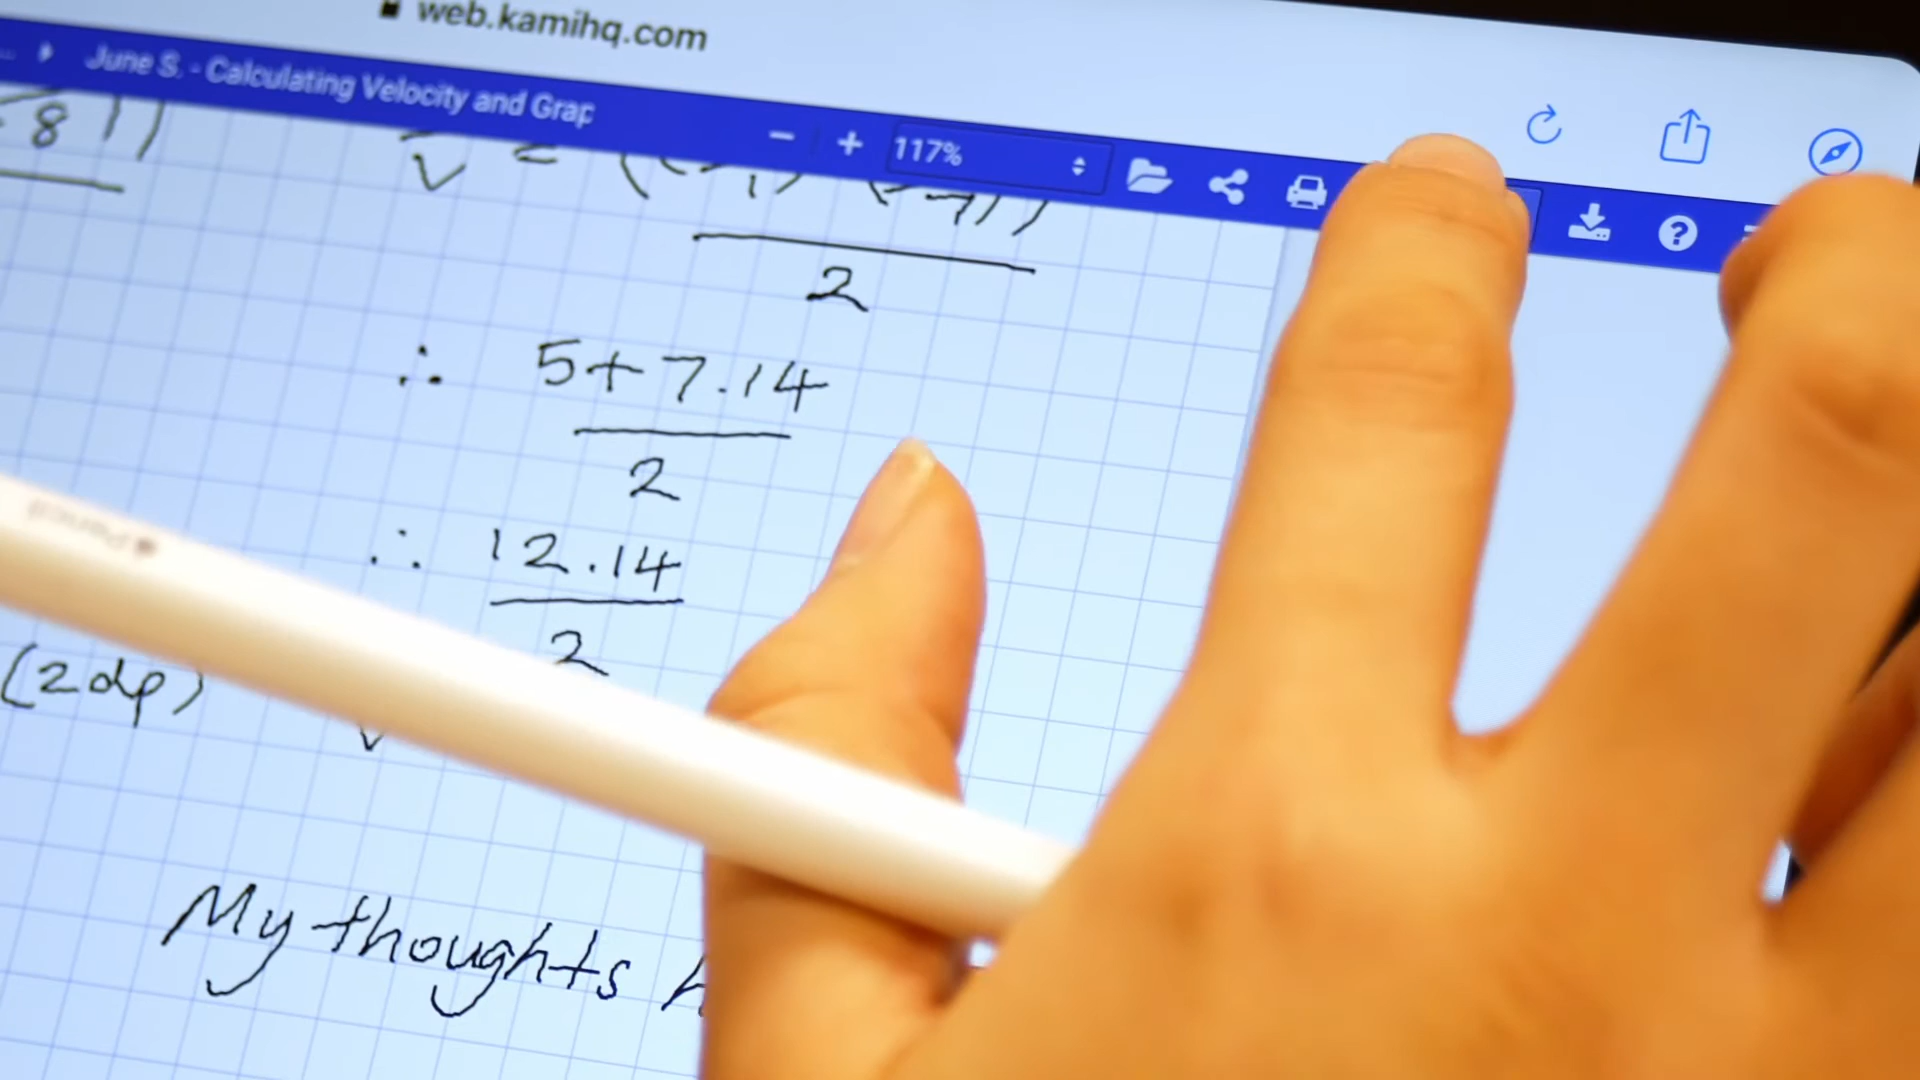 web.kamihq.com
June S. - Calculating Velocity and Grap
117%
8 ) )
v =
2
∴ 5+7.14
2
∴ 12.14
2
(2dp)
Pencil
My thoughts